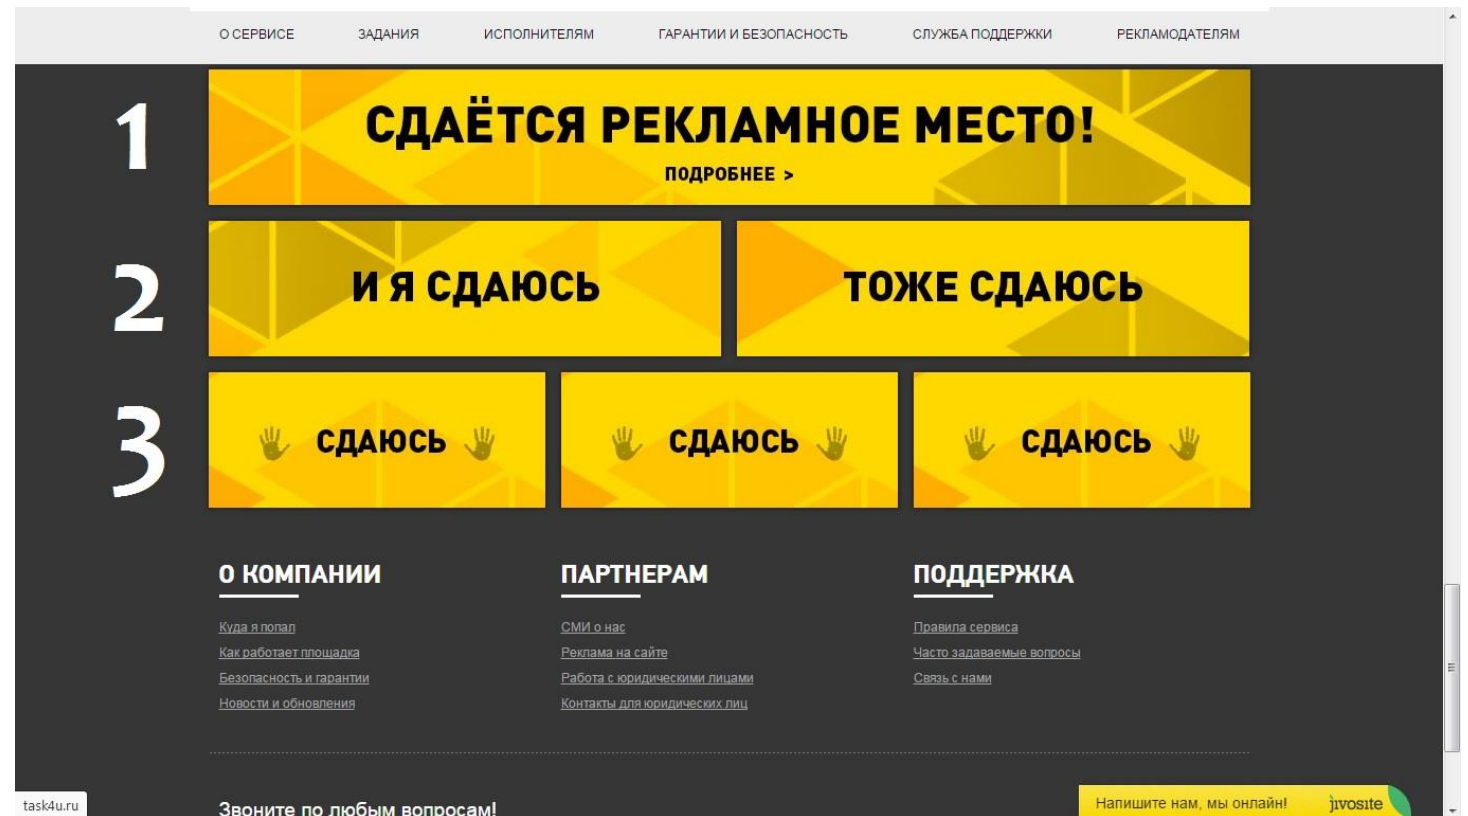 О СЕРВИСЕ ЗАДАНИЯ ИСПОЛНИТЕЛЯМ ГАРАНТИИ И БЕЗОПАСНОСТЬ СЛУЖБА ПОДДЕРЖКИ РЕКЛАМОДАТЕЛЯМ
1
СДАЁТСЯ РЕКЛАМНОЕ МЕСТО!
ПОДРОБНЕЕ >
2
И Я СДАЮСЬ
ТОЖЕ СДАЮСЬ
3
СДАЮСЬ
СДАЮСЬ
СДАЮСЬ
О КОМПАНИИ
Куда я попал
Как работает площадка
Безопасность и гарантии
Новости и обновления
ПАРТНЕРАМ
СМИ о нас
Реклама на сайте
Работа с юридическими лицами
Контакты для юридических лиц
ПОДДЕРЖКА
Правила сервиса
Часто задаваемые вопросы
Связь с нами
Звоните по любым вопросам!
task4u.ru
Напишите нам, мы онлайн! jivosite